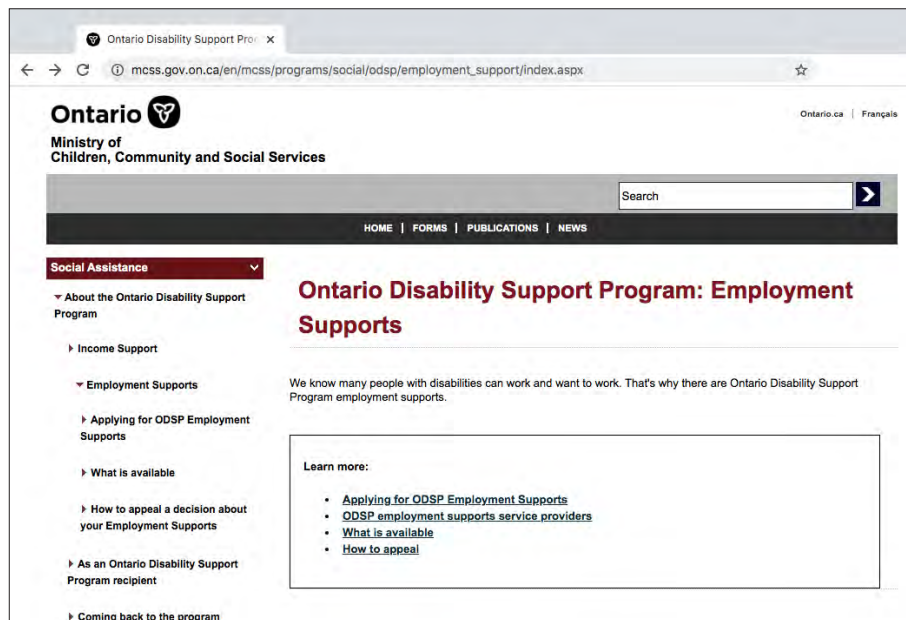 Ontario Disability Support Pro
mcss.gov.on.ca/en/mcss/programs/social/odsp/employment_support/index.aspx
Ontario
Ontario.ca | Français
Ministry of
Children, Community and Social Services
Search
HOME | FORMS | PUBLICATIONS | NEWS
Social Assistance
About the Ontario Disability Support
Program
Income Support
Employment Supports
Applying for ODSP Employment
Supports
What is available
How to appeal a decision about
your Employment Supports
As an Ontario Disability Support
Program recipient
Coming back to the program
Ontario Disability Support Program: Employment
Supports
We know many people with disabilities can work and want to work. That's why there are Ontario Disability Support
Program employment supports.
Learn more:
• Applying for ODSP Employment Supports
• ODSP employment supports service providers
• What is available
• How to appeal